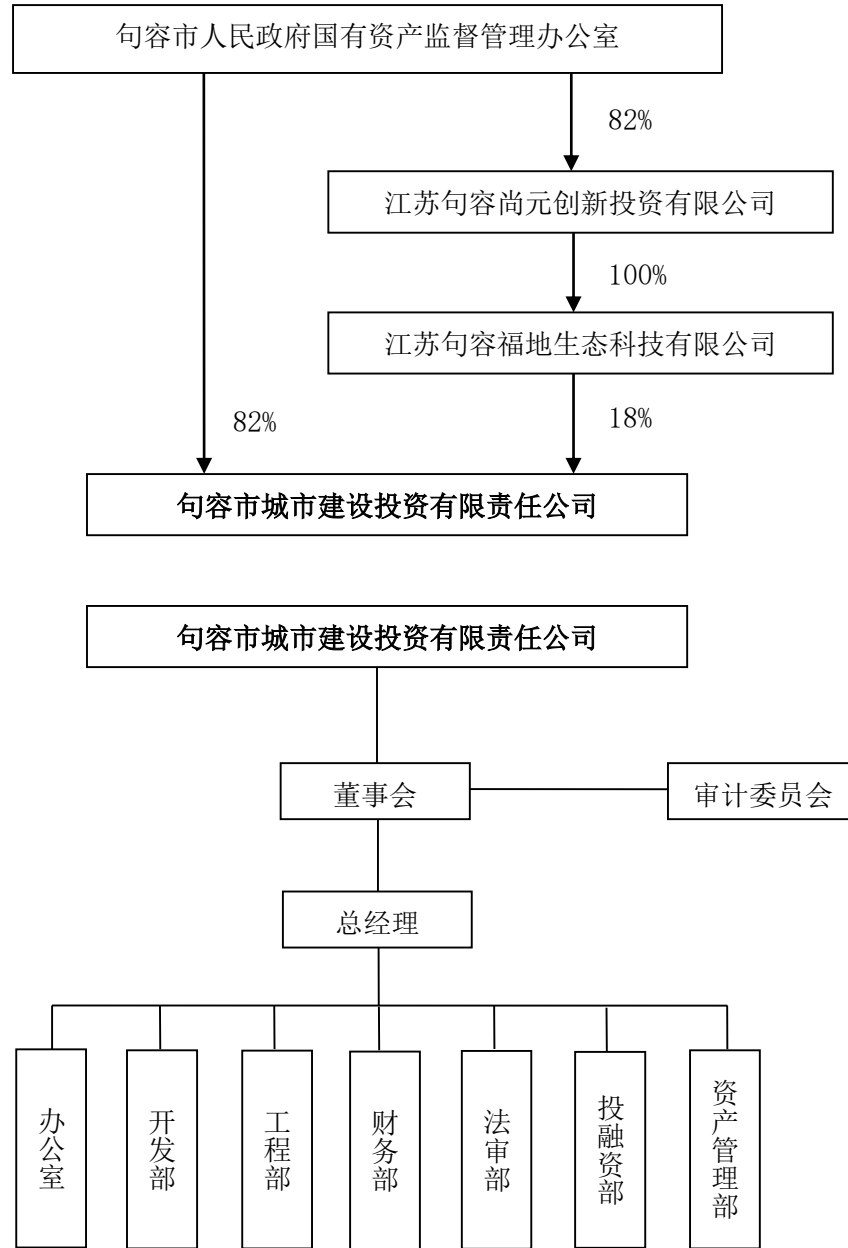 句容市人民政府国有资产监督管理办公室
82%
江苏句容尚元创新投资有限公司
100%
江苏句容福地生态科技有限公司
82%
18%
句容市城市建设投资有限责任公司
句容市城市建设投资有限责任公司
董事会
审计委员会
总经理
办公室
开发部
工程部
财务部
法审部
投融资部
资产管理部